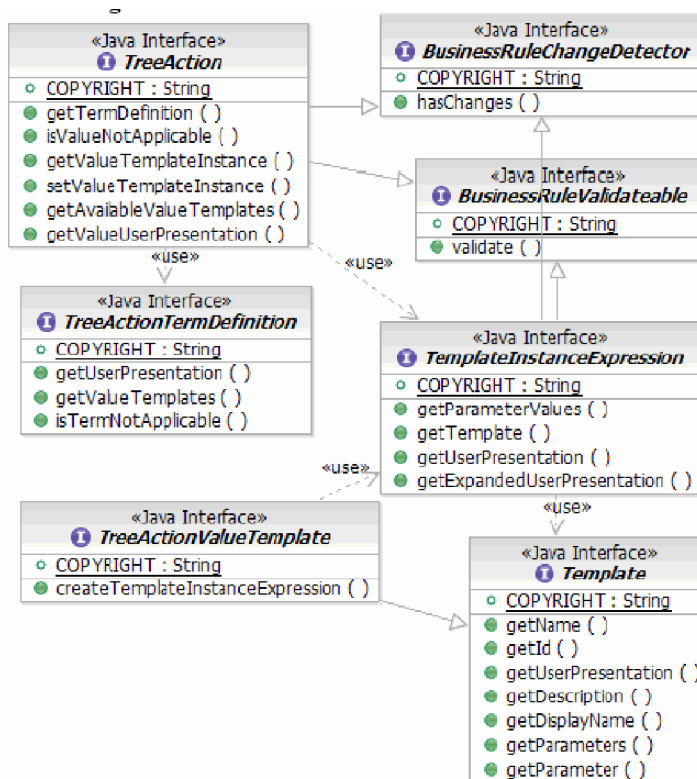 «Java Interface»
TreeAction
COPYRIGHT : String
getTermDefinition ( )
isValueNotApplicable ( )
getValueTemplateInstance ( )
setValueTemplateInstance ( )
getAvailableValueTemplates ( )
getValueUserPresentation ( )
«Java Interface»
BusinessRuleChangeDetector
COPYRIGHT : String
hasChanges ( )
«Java Interface»
BusinessRuleValidateable
COPYRIGHT : String
validate ( )
«use»
«use»
«Java Interface»
TreeActionTermDefinition
COPYRIGHT : String
getUserPresentation ( )
getValueTemplates ( )
isTermNotApplicable ( )
«Java Interface»
TemplateInstanceExpression
COPYRIGHT : String
getParameterValues ( )
getTemplate ( )
getUserPresentation ( )
getExpandedUserPresentation ( )
«use»
«use»
«Java Interface»
TreeActionValueTemplate
COPYRIGHT : String
createTemplateInstanceExpression ( )
«Java Interface»
Template
COPYRIGHT : String
getName ( )
getId ( )
getUserPresentation ( )
getDescription ( )
getDisplayName ( )
getParameters ( )
getParameter ( )